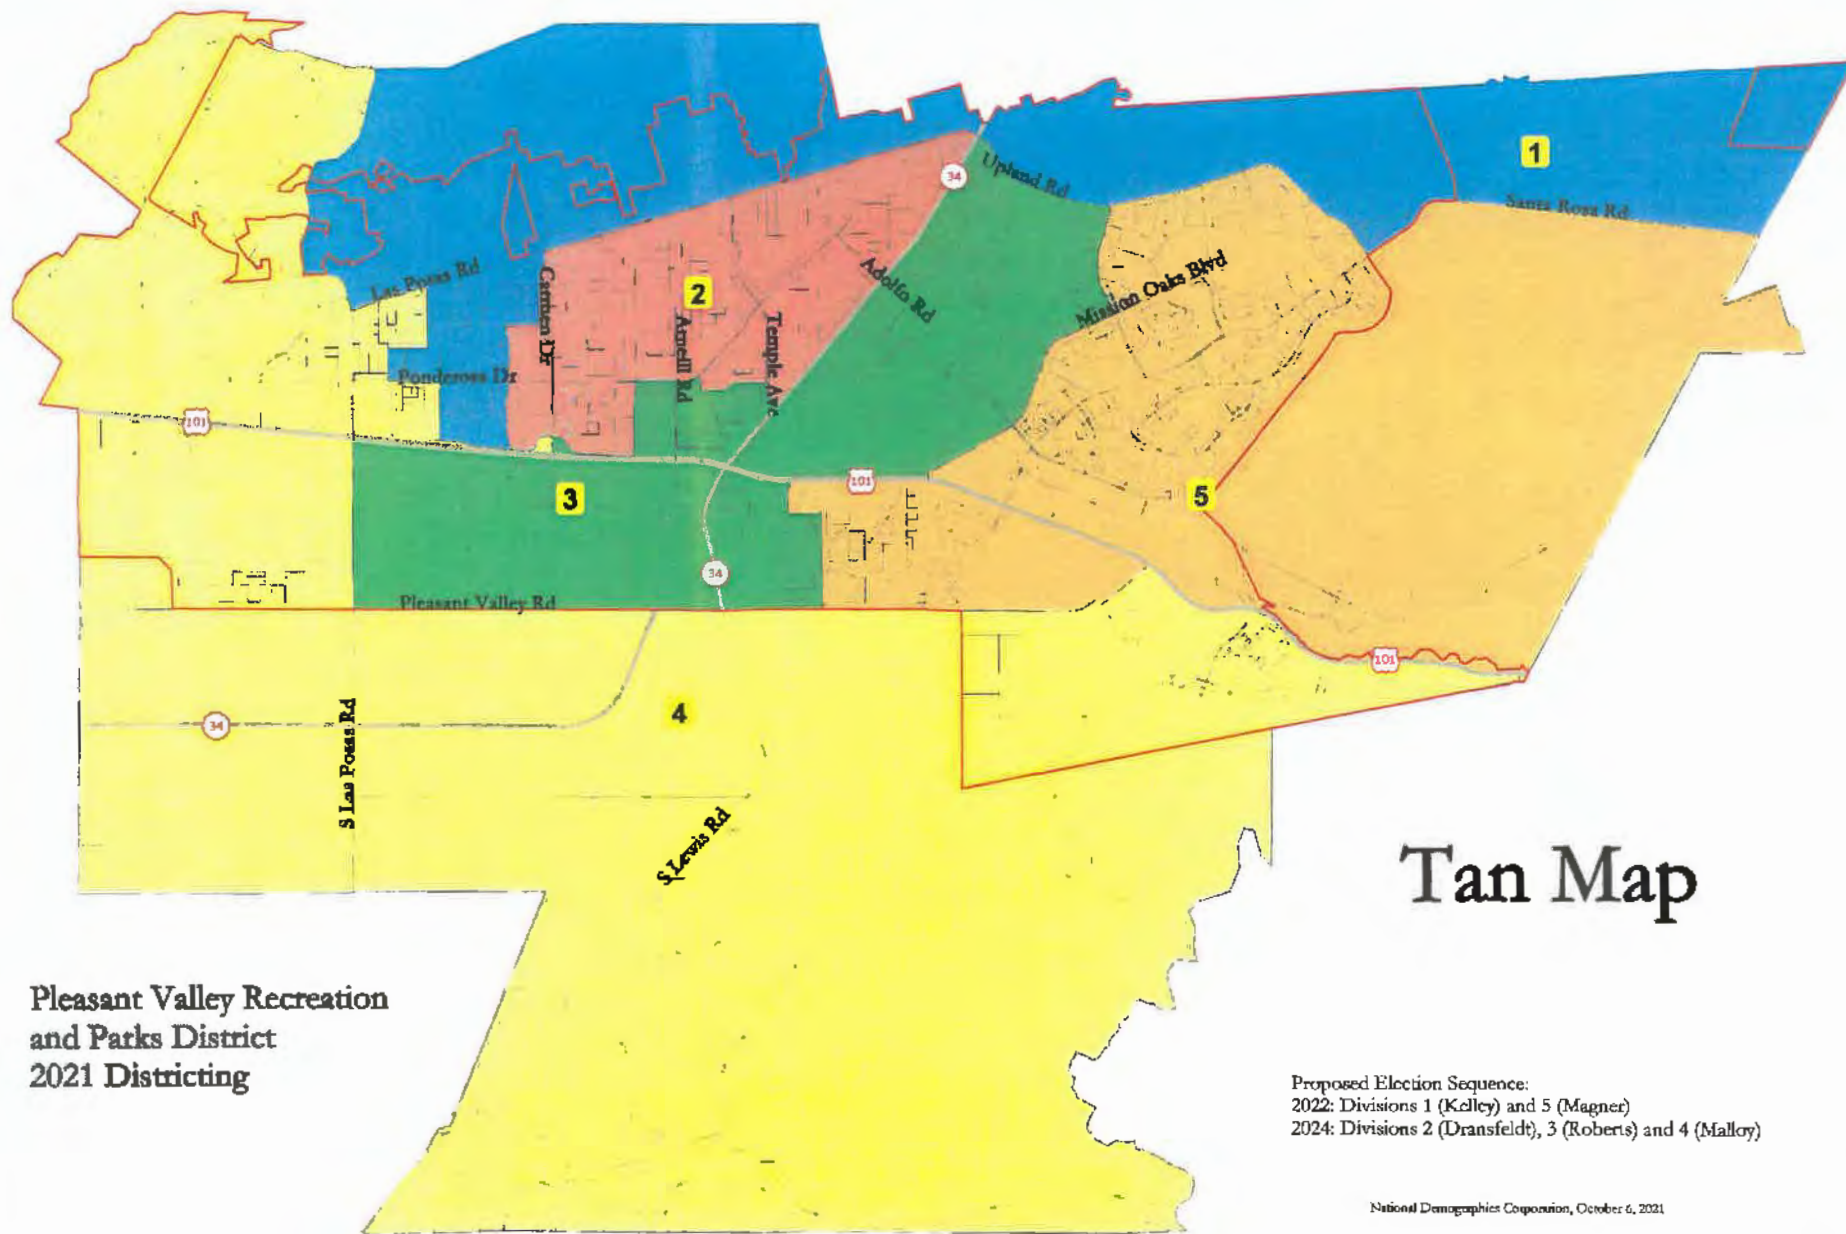 1
Santa Rosa Rd
Upland Rd
34
Las Posas Rd
Carmen Dr
2
Arnelll Rd
Temple Ave
Adolfo Rd
Mission Oaks Blvd
Ponderosa Dr
101
3
101
5
34
Pleasant Valley Rd
101
34
4
S Las Posas Rd
S Lewis Rd
Tan Map
Pleasant Valley Recreation
and Parks District
2021 Districting
Proposed Election Sequence:
2022: Divisions 1 (Kelley) and 5 (Magner)
2024: Divisions 2 (Dransfeldt), 3 (Roberts) and 4 (Malloy)
National Demographics Corporation, October 6, 2021